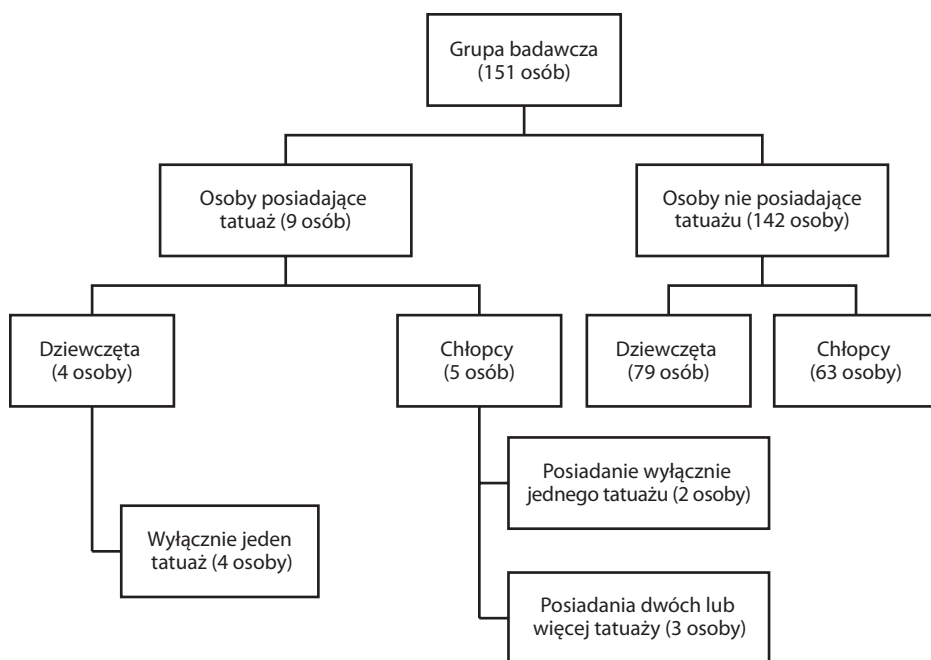 Grupa badawcza
(151 osób)
Osoby posiadające
tatuaż (9 osób)
Osoby nie posiadające
tatuażu (142 osoby)
Dziewczęta
(4 osoby)
Chłopcy
(5 osób)
Dziewczęta
(79 osób)
Chłopcy
(63 osoby)
Posiadanie wyłącznie
jednego tatuażu (2 osoby)
Wyłącznie jeden
tatuaż (4 osoby)
Posiadania dwóch lub
więcej tatuaży (3 osoby)